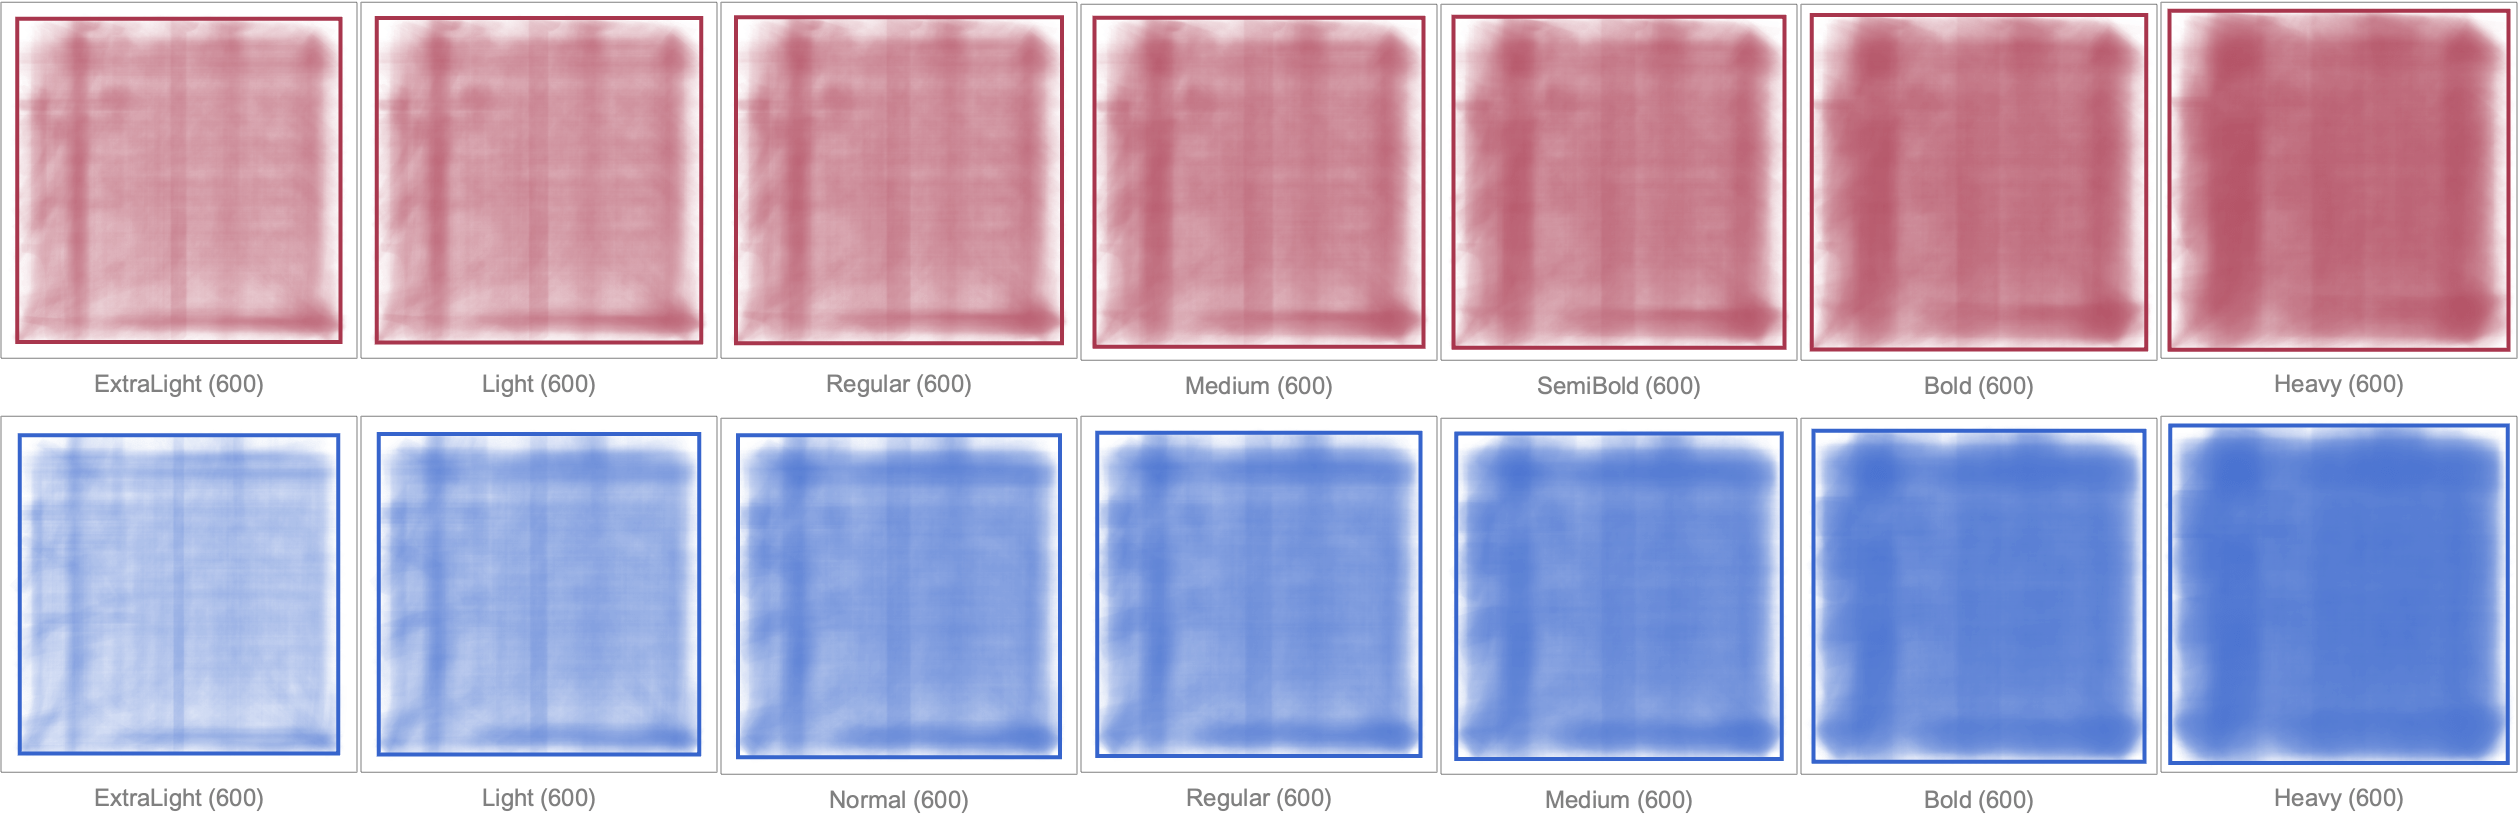 ExtraLight (600)
Light (600)
Regular (600)
Medium (600)
SemiBold (600)
Bold (600)
Heavy (600)
ExtraLight (600)
Light (600)
Normal (600)
Regular (600)
Medium (600)
Bold (600)
Heavy (600)